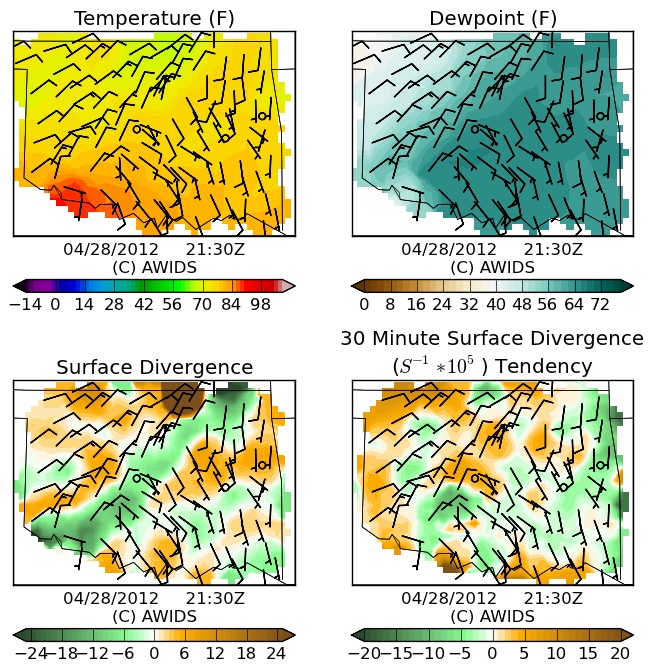 Temperature (F)
04/28/2012 21:30Z
(C) AWIDS
−14 0 14 28 42 56 70 84 98
Dewpoint (F)
04/28/2012 21:30Z
(C) AWIDS
0 8 16 24 32 40 48 56 64 72
Surface Divergence
04/28/2012 21:30Z
(C) AWIDS
−24 −18 −12 −6 0 6 12 18 24
30 Minute Surface Divergence
(S⁻¹ *10⁵ ) Tendency
04/28/2012 21:30Z
(C) AWIDS
−20 −15 −10 −5 0 5 10 15 20